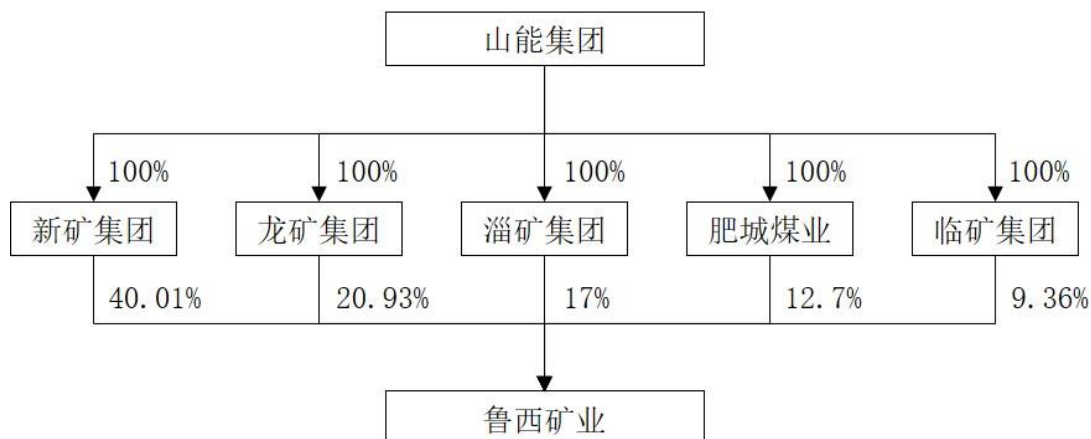 山能集团
100% 100% 100% 100% 100%
新矿集团 龙矿集团 淄矿集团 肥城煤业 临矿集团
40.01% 20.93% 17% 12.7% 9.36%
鲁西矿业